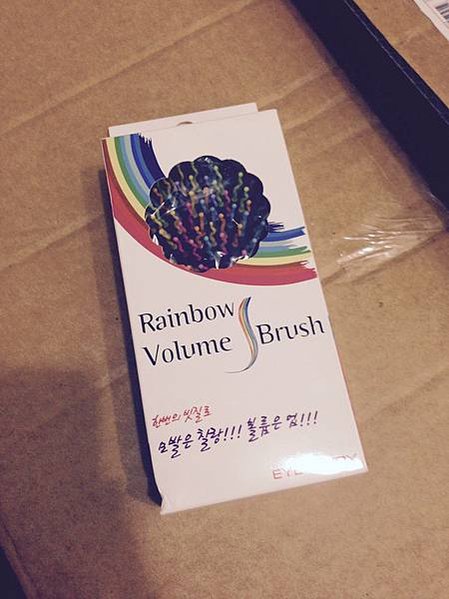 Rainbow
Volume S Brush
한번의 빗질로
모발은 찰랑!!! 볼륨은 업!!!